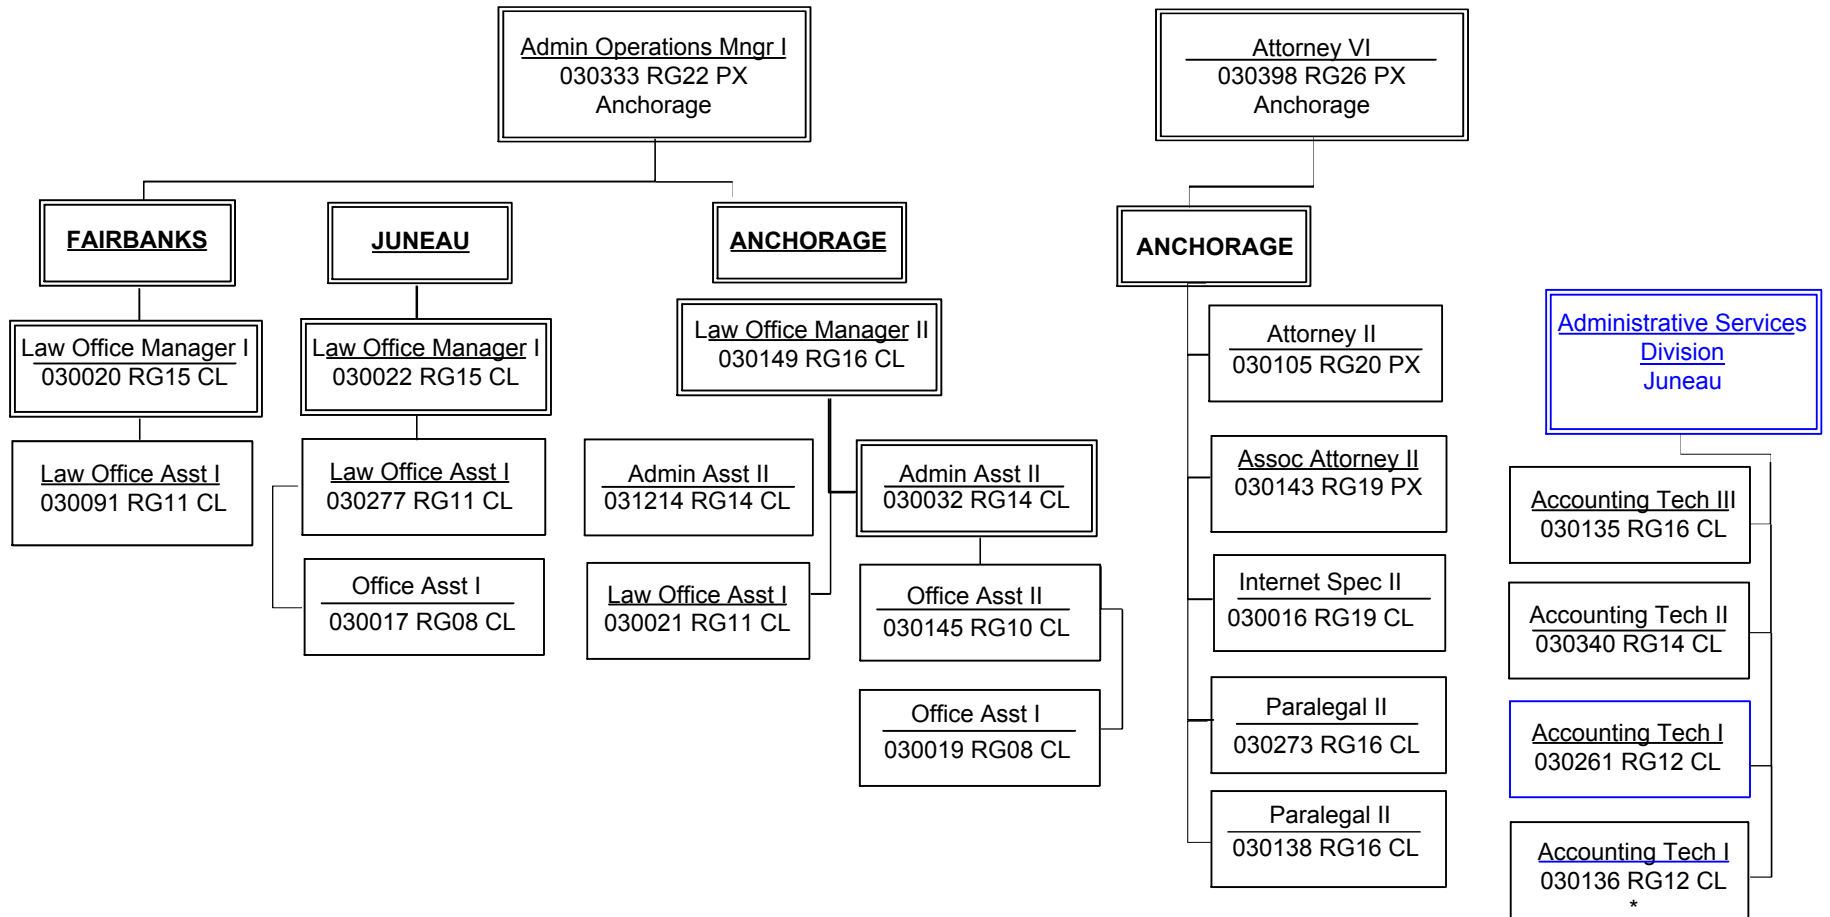 Admin Operations Mngr I
030333 RG22 PX
Anchorage
Attorney VI
030398 RG26 PX
Anchorage
FAIRBANKS
JUNEAU
ANCHORAGE
ANCHORAGE
Law Office Manager I
030020 RG15 CL
Law Office Manager I
030022 RG15 CL
Law Office Manager II
030149 RG16 CL
Attorney II
030105 RG20 PX
Administrative Services
Division
Juneau
Law Office Asst I
030091 RG11 CL
Law Office Asst I
030277 RG11 CL
Admin Asst II
031214 RG14 CL
Admin Asst II
030032 RG14 CL
Assoc Attorney II
030143 RG19 PX
Accounting Tech III
030135 RG16 CL
Office Asst I
030017 RG08 CL
Law Office Asst I
030021 RG11 CL
Office Asst II
030145 RG10 CL
Internet Spec II
030016 RG19 CL
Accounting Tech II
030340 RG14 CL
Office Asst I
030019 RG08 CL
Paralegal II
030273 RG16 CL
Accounting Tech I
030261 RG12 CL
Paralegal II
030138 RG16 CL
Accounting Tech I
030136 RG12 CL
*